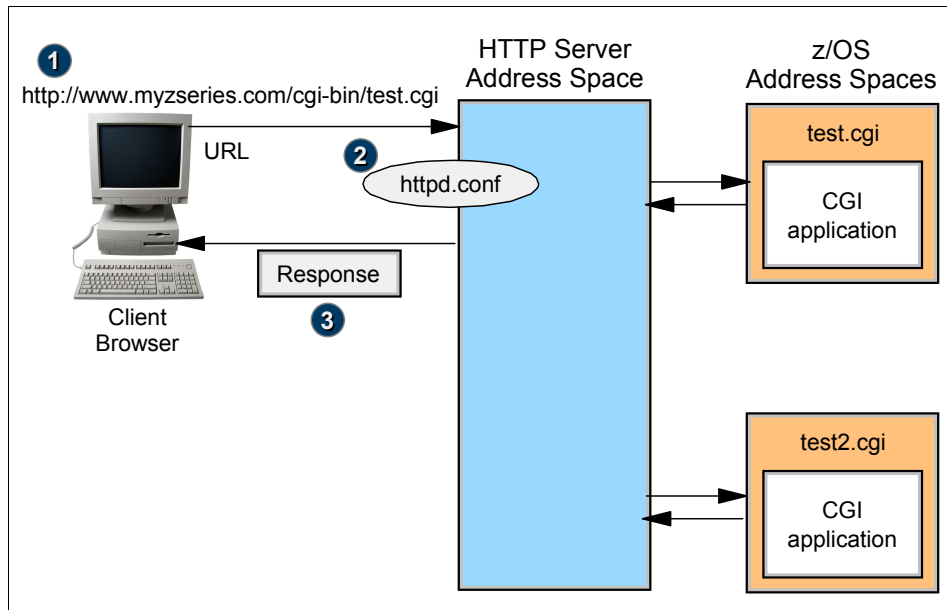 1
http://www.myzseries.com/cgi-bin/test.cgi
URL
2
httpd.conf
Response
3
Client
Browser
HTTP Server
Address Space
z/OS
Address Spaces
test.cgi
CGI
application
test2.cgi
CGI
application